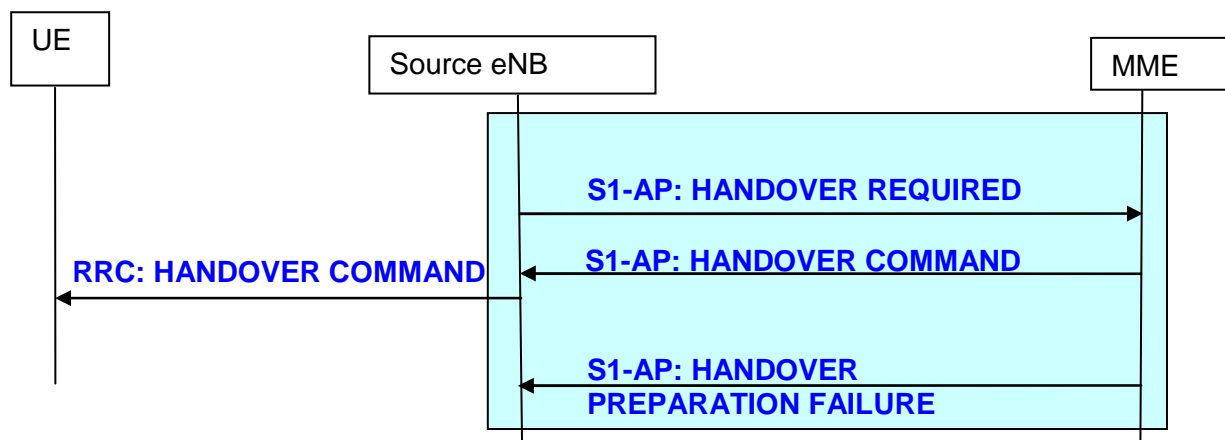 UE
Source eNB
MME
S1-AP: HANDOVER REQUIRED
S1-AP: HANDOVER COMMAND
RRC: HANDOVER COMMAND
S1-AP: HANDOVER
PREPARATION FAILURE